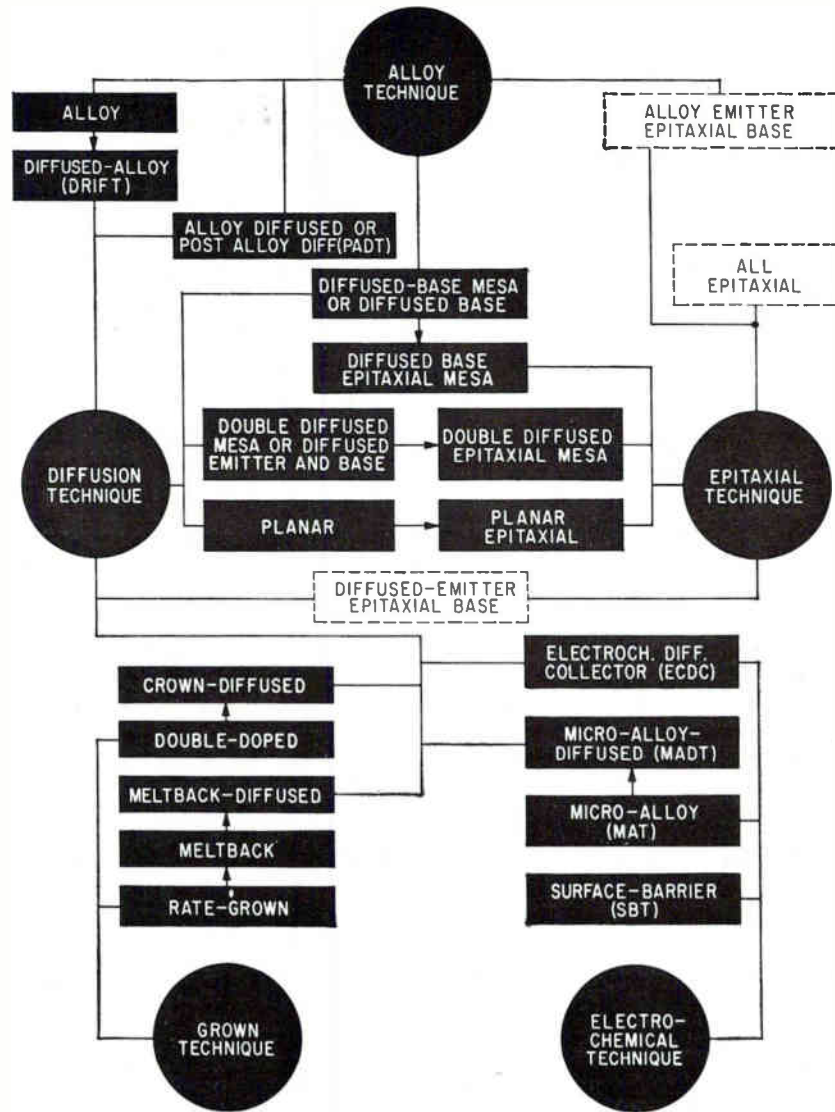 ALLOY
TECHNIQUE
ALLOY
ALLOY EMITTER
EPITAXIAL BASE
DIFFUSED-ALLOY
(DRIFT)
ALLOY DIFFUSED OR
POST ALLOY DIFF(PADT)
ALL
EPITAXIAL
DIFFUSED-BASE MESA
OR DIFFUSED BASE
DIFFUSED BASE
EPITAXIAL MESA
DIFFUSION
TECHNIQUE
DOUBLE DIFFUSED
MESA OR DIFFUSED
EMITTER AND BASE
DOUBLE DIFFUSED
EPITAXIAL MESA
EPITAXIAL
TECHNIQUE
PLANAR
PLANAR
EPITAXIAL
DIFFUSED-EMITTER
EPITAXIAL BASE
CROWN-DIFFUSED
DOUBLE-DOPED
MELTBACK-DIFFUSED
MELTBACK
RATE-GROWN
ELECTROCH. DIFF.
COLLECTOR (ECDC)
MICRO-ALLOY-
DIFFUSED (MADT)
MICRO-ALLOY
(MAT)
SURFACE-BARRIER
(SBT)
GROWN
TECHNIQUE
ELECTRO-
CHEMICAL
TECHNIQUE